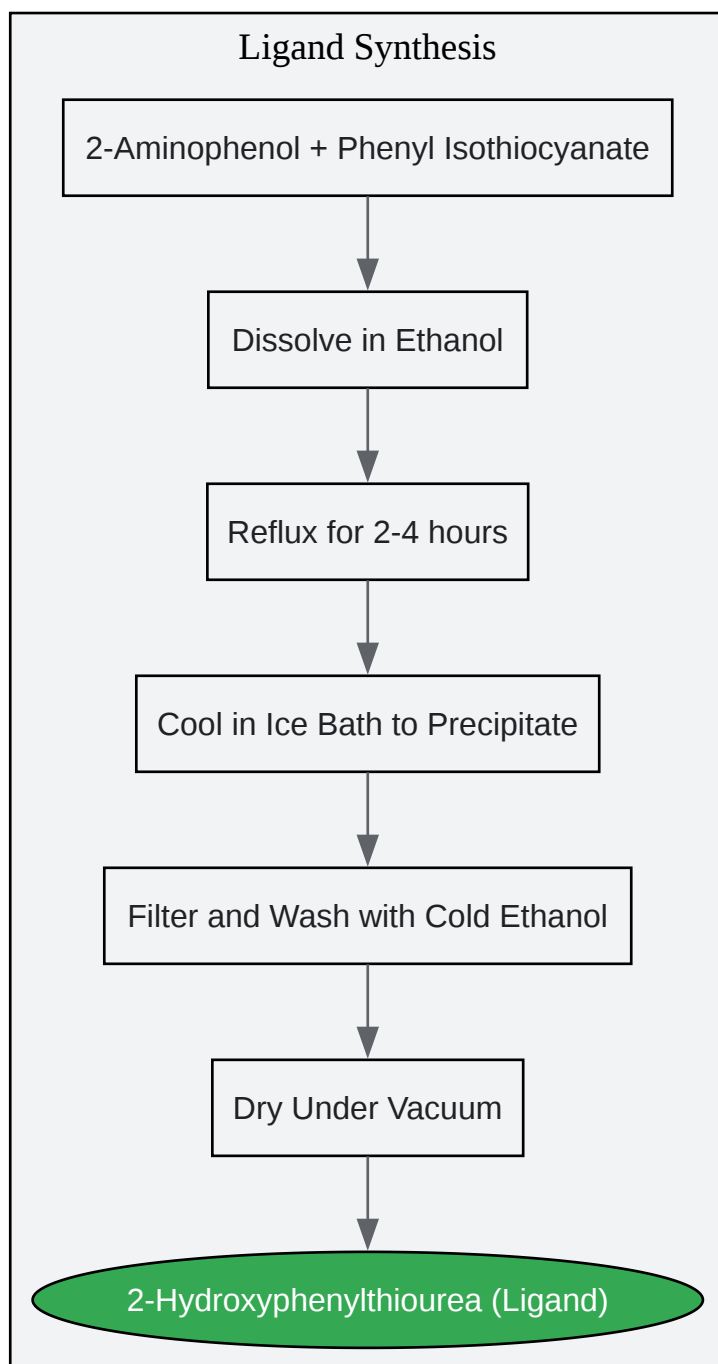 Ligand Synthesis
2-Aminophenol + Phenyl Isothiocyanate
Dissolve in Ethanol
Reflux for 2-4 hours
Cool in Ice Bath to Precipitate
Filter and Wash with Cold Ethanol
Dry Under Vacuum
2-Hydroxyphenylthiourea (Ligand)